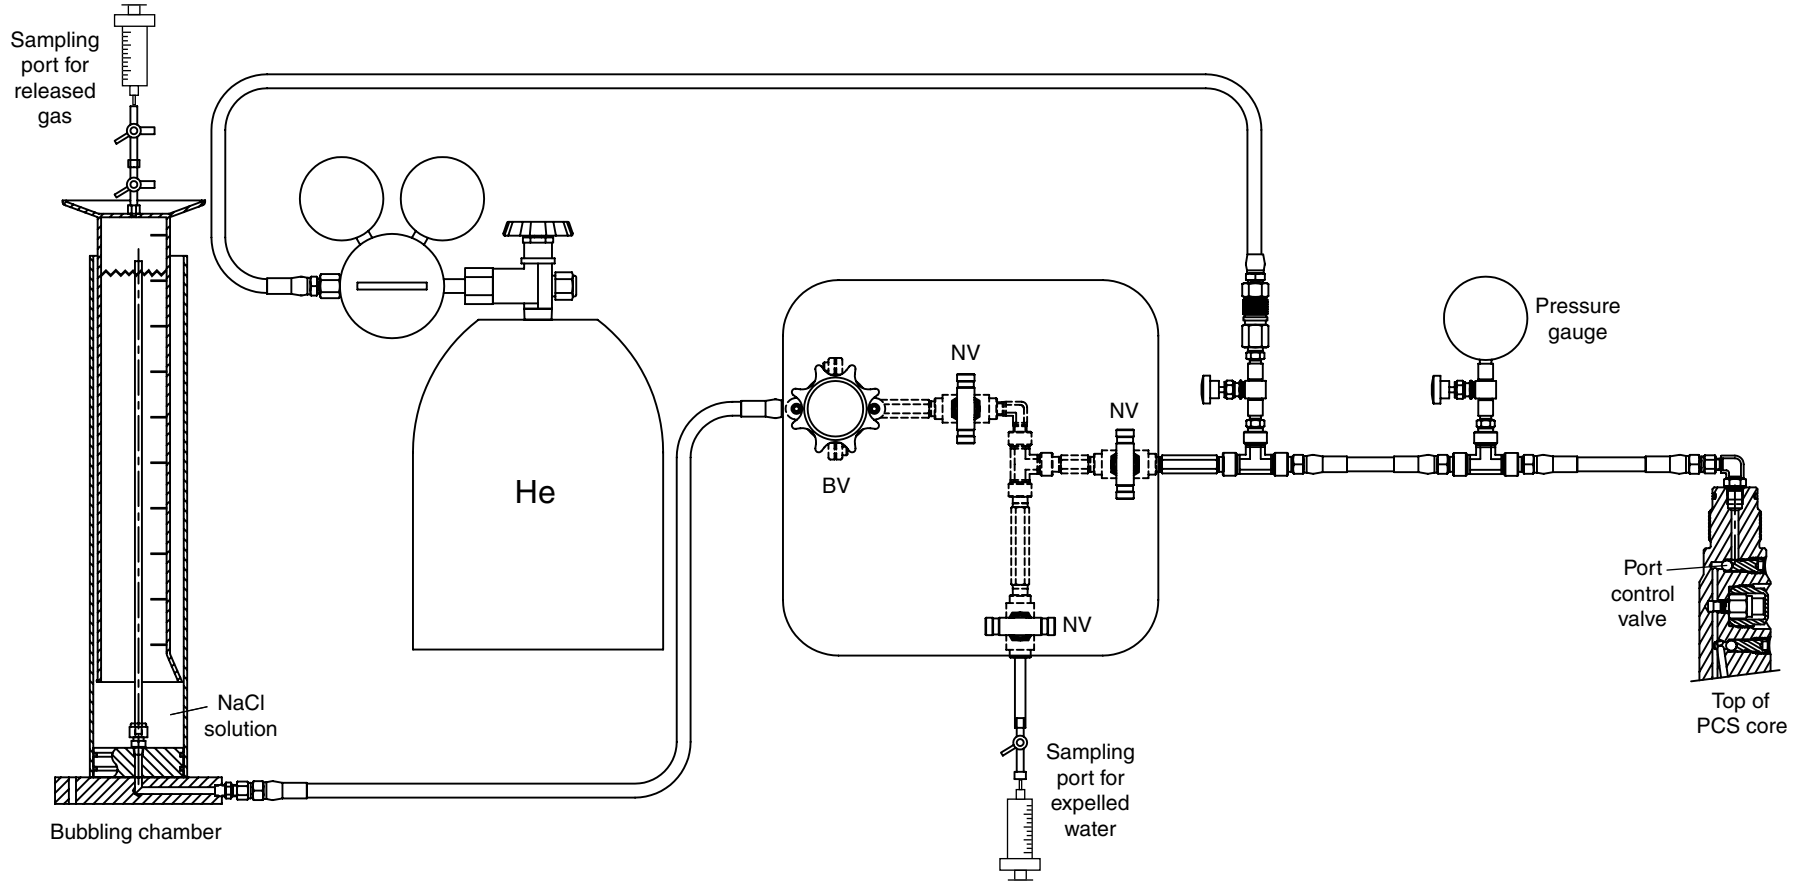 Sampling
port for
released
gas
He
NV
BV
NV
NV
Pressure
gauge
Port
control
valve
Top of
PCS core
NaCl
solution
Sampling
port for
expelled
water
Bubbling chamber